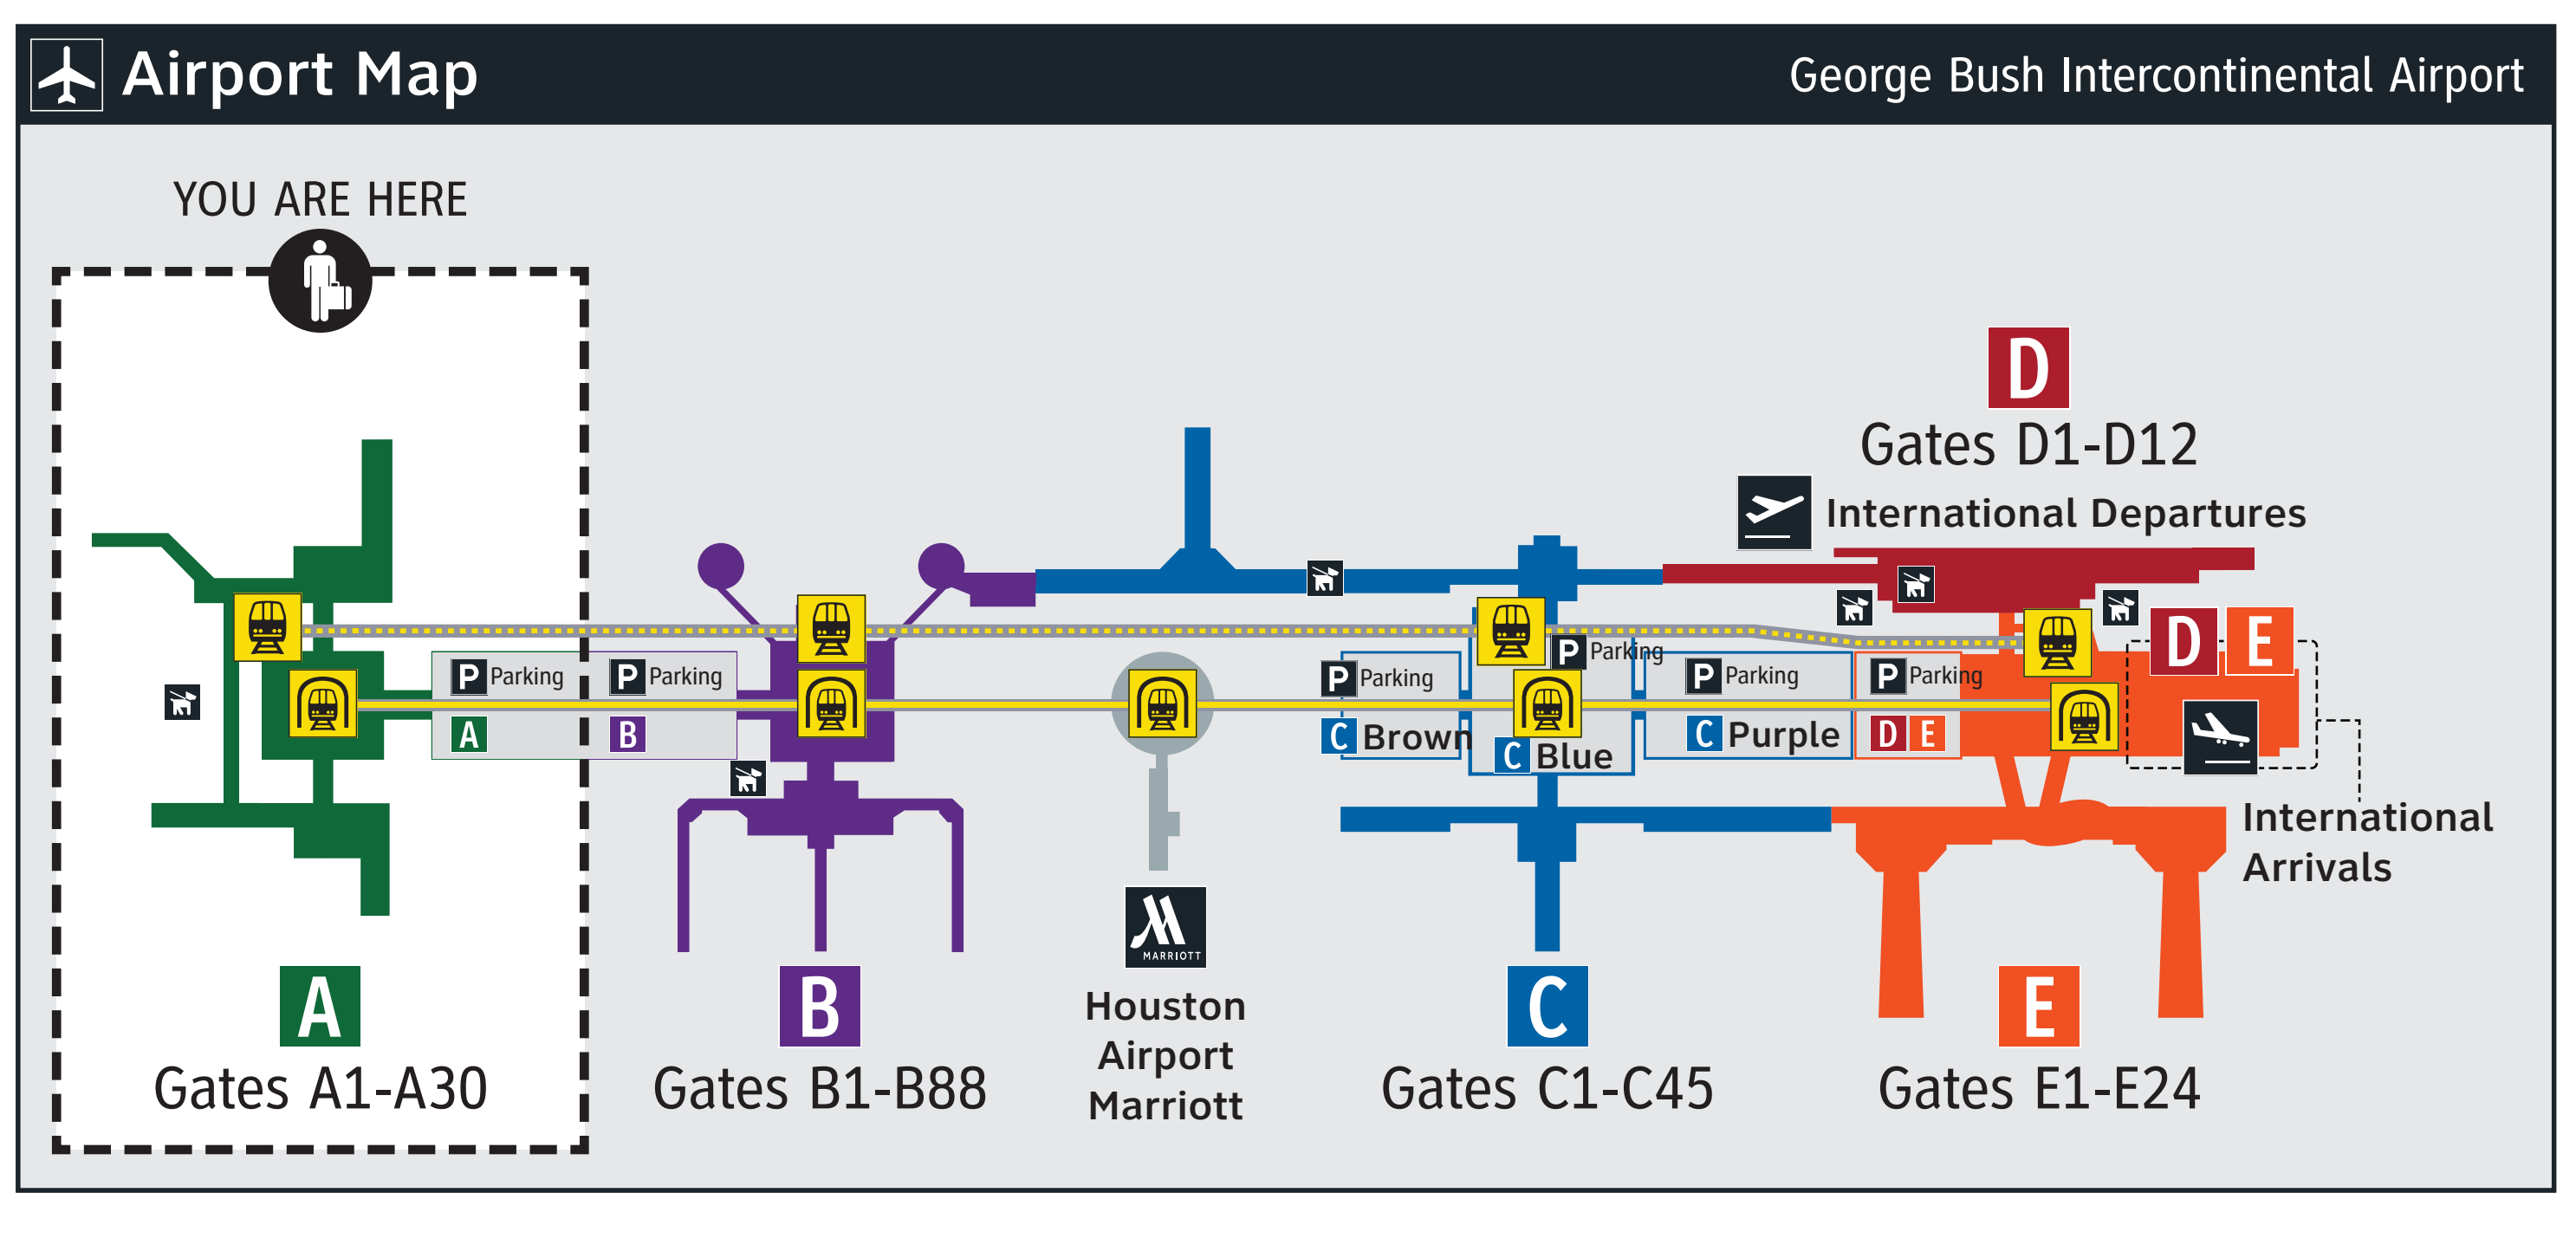 Airport Map
George Bush Intercontinental Airport
YOU ARE HERE
D
Gates D1-D12
International Departures
P Parking
P Parking
A
B
P Parking
C Brown
P Parking
C Blue
P Parking
C Purple
P Parking
D E
D E
International
Arrivals
MARRIOTT
Houston
Airport
Marriott
A
Gates A1-A30
B
Gates B1-B88
C
Gates C1-C45
E
Gates E1-E24